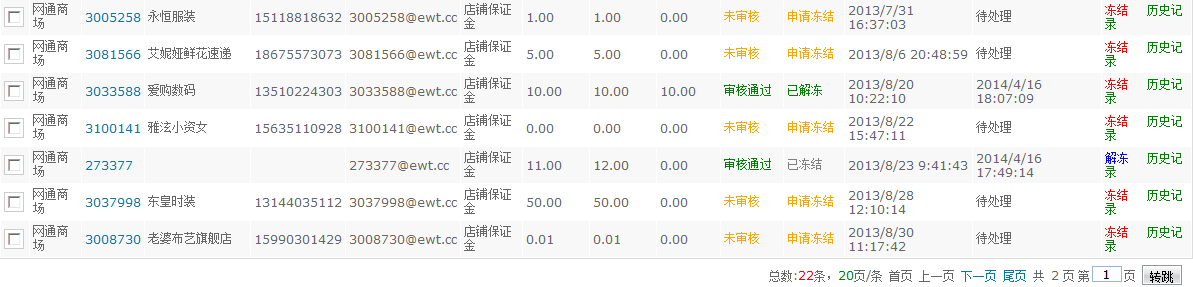 网通商场 3005258 永恒服装 15118818632 3005258@ewt.cc 店铺保证金 1.00 1.00 0.00 未审核 申请冻结 2013/7/31 16:37:03 待处理 冻结 历史记录
网通商场 3081566 艾妮娅鲜花速递 18675573073 3081566@ewt.cc 店铺保证金 5.00 5.00 0.00 未审核 申请冻结 2013/8/6 20:48:59 待处理 冻结 历史记录
网通商场 3033588 爱购数码 13510224303 3033588@ewt.cc 店铺保证金 10.00 10.00 10.00 审核通过 已解冻 2013/8/20 10:22:10 2014/4/16 18:07:09 冻结 历史记录
网通商场 3100141 雅泫小资女 15635110928 3100141@ewt.cc 店铺保证金 0.00 0.00 0.00 未审核 申请冻结 2013/8/22 15:47:11 待处理 冻结 历史记录
网通商场 273377 273377@ewt.cc 店铺保证金 11.00 12.00 0.00 审核通过 已冻结 2013/8/23 9:41:43 2014/4/16 17:49:14 解冻 历史记录
网通商场 3037998 东皇时装 13144035112 3037998@ewt.cc 店铺保证金 50.00 50.00 0.00 未审核 申请冻结 2013/8/28 12:10:14 待处理 冻结 历史记录
网通商场 3008730 老婆布艺旗舰店 15990301429 3008730@ewt.cc 店铺保证金 0.01 0.01 0.00 未审核 申请冻结 2013/8/30 11:17:42 待处理 冻结 历史记录
总数:22条，20页/条 首页 上一页 下一页 尾页 共 2 页 第 1 页 转跳